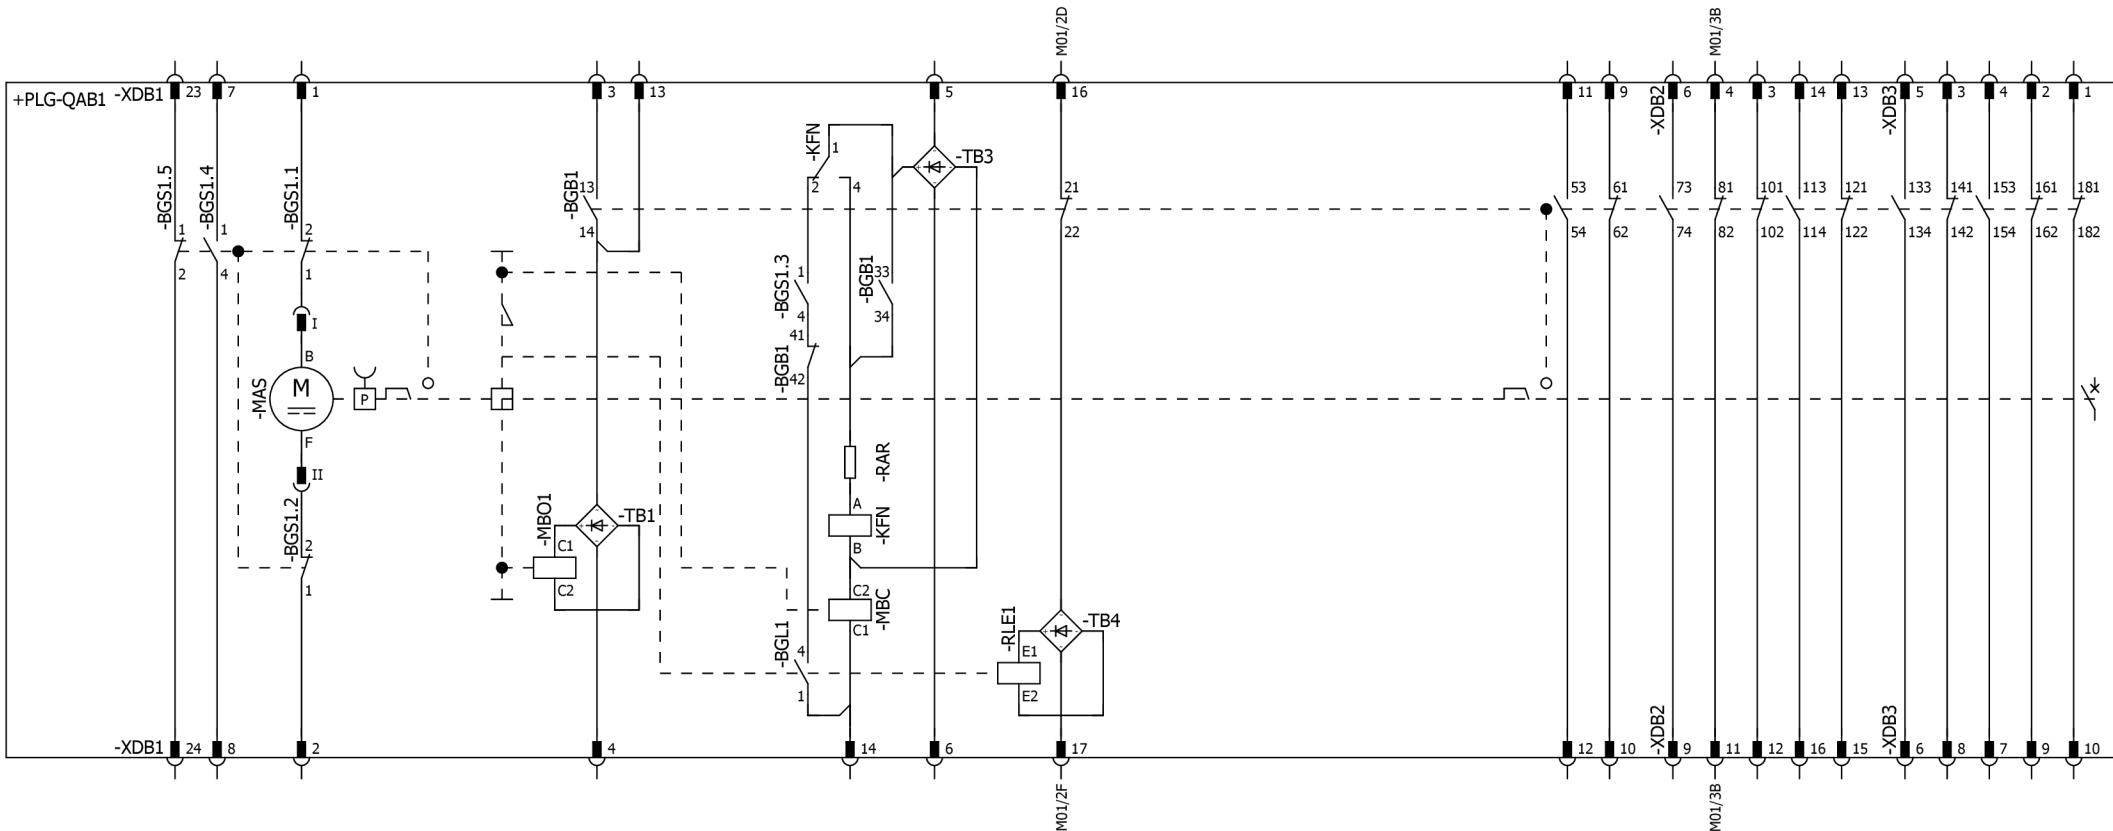 M01/2D
M01/3B
+PLG-QAB1
-XDB1 23 7 1 3 13 5 16 11 9
-XDB2 6 4 3 14 13
-XDB3 5 3 4 2 1
-KFN
1
2 4
-TB3
-BGS1.5
1
2
-BGS1.4
1
4
-BGS1.1
2
1
-BGB1
13
14
21
22
53 61 73 81 101 113 121 133 141 153 161 181
54 62 74 82 102 114 122 134 142 154 162 182
-BGS1.3
1
4
-BGB1
33
34
41
-BGB1
42
I
B
-MAS
M
P
F
II
-RAR
-BGS1.2
2
1
-MBO1
C1
C2
-TB1
A
-KFN
B
C2
-MBC
C1
-BGL1
4
1
-RLE1
E1
E2
-TB4
-XDB1 24 8 2 4 14 6 17 12 10
-XDB2 9 11 12 16 15
-XDB3 6 8 7 9 10
M01/2F
M01/3B